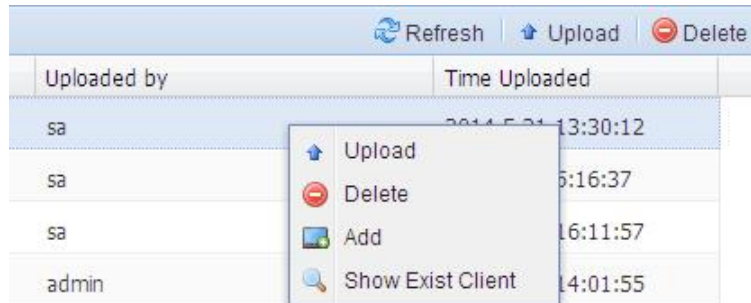 Refresh Upload Delete
Uploaded by Time Uploaded
sa 13:30:12
Upload
sa :16:37
Delete
sa 16:11:57
Add
admin 14:01:55
Show Exist Client